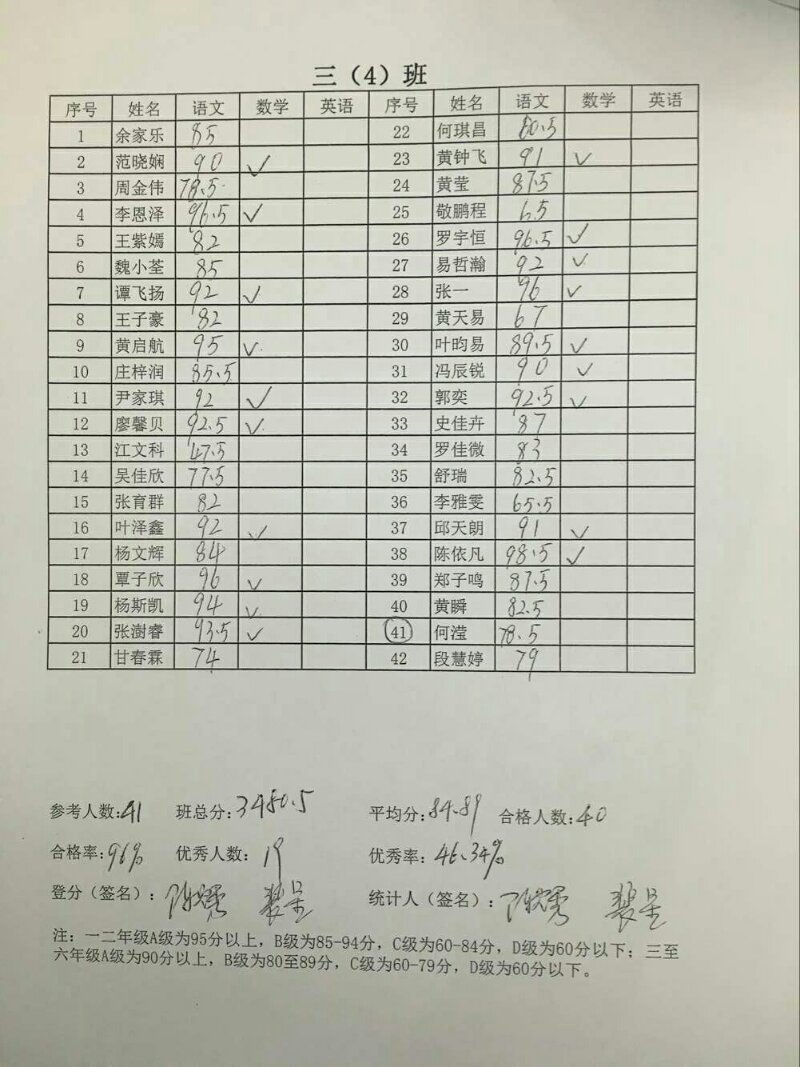 三（4）班
序号 姓名 语文 数学 英语 序号 姓名 语文 数学 英语
1 余家乐 85 22 何琪昌 80.5
2 范晓娴 90 ✓ 23 黄钟飞 91 ✓
3 周金伟 78.5 24 黄莹 87.5
4 李恩泽 96.5 ✓ 25 敬鹏程 65
5 王紫嫣 82 26 罗宇恒 96.5 ✓
6 魏小荃 85 27 易哲瀚 92 ✓
7 谭飞扬 92 ✓ 28 张一 96 ✓
8 王子豪 82 29 黄天易 67
9 黄启航 95 ✓ 30 叶昀易 89.5 ✓
10 庄梓润 85.5 31 冯辰锐 90 ✓
11 尹家琪 92 ✓ 32 郭奕 92.5 ✓
12 廖馨贝 92.5 ✓ 33 史佳卉 87
13 江文科 47.5 34 罗佳微 83
14 吴佳欣 77.5 35 舒瑞 82.5
15 张育群 82 36 李雅雯 65.5
16 叶泽鑫 92 ✓ 37 邱天朗 91 ✓
17 杨文辉 84 38 陈依凡 98.5 ✓
18 覃子欣 96 ✓ 39 郑子鸣 87.5
19 杨斯凯 94 ✓ 40 黄瞬 82.5
20 张澍睿 93.5 ✓ 41 何滢 78.5
21 甘春霖 74 42 段慧婷 79
参考人数:41 班总分:3480.5 平均分:84.89 合格人数:40
合格率:96% 优秀人数:19 优秀率:46.34%
登分（签名）: 统计人（签名）:
注: 一二年级A级为95分以上, B级为85-94分, C级为60-84分, D级为60分以下; 三至
六年级A级为90分以上, B级为80至89分, C级为60-79分, D级为60分以下。